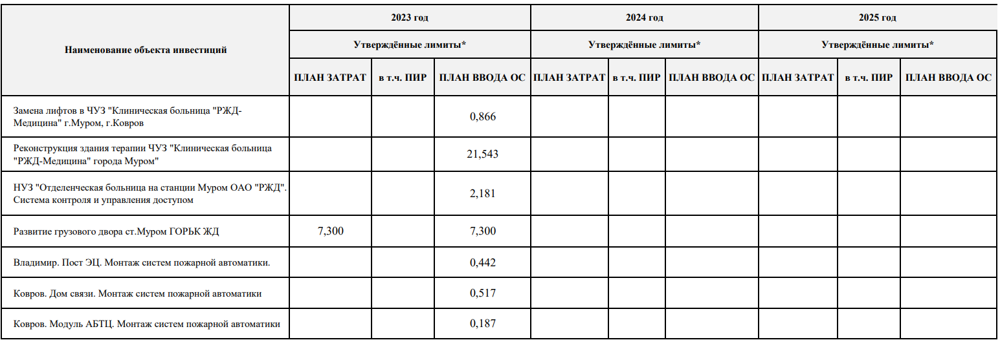 Наименование объекта инвестиций
2023 год
2024 год
2025 год
Утверждённые лимиты*
Утверждённые лимиты*
Утверждённые лимиты*
ПЛАН ЗАТРАТ
в т.ч. ПИР
ПЛАН ВВОДА ОС
ПЛАН ЗАТРАТ
в т.ч. ПИР
ПЛАН ВВОДА ОС
ПЛАН ЗАТРАТ
в т.ч. ПИР
ПЛАН ВВОДА ОС
Замена лифтов в ЧУЗ "Клиническая больница "РЖД-
Медицина" г.Муром, г.Ковров
0,866
Реконструкция здания терапии ЧУЗ "Клиническая больница
"РЖД-Медицина" города Муром"
21,543
НУЗ "Отделенческая больница на станции Муром ОАО "РЖД".
Система контроля и управления доступом
2,181
Развитие грузового двора ст.Муром ГОРЬК ЖД
7,300
7,300
Владимир. Пост ЭЦ. Монтаж систем пожарной автоматики.
0,442
Ковров. Дом связи. Монтаж систем пожарной автоматики
0,517
Ковров. Модуль АБТЦ. Монтаж систем пожарной автоматики
0,187